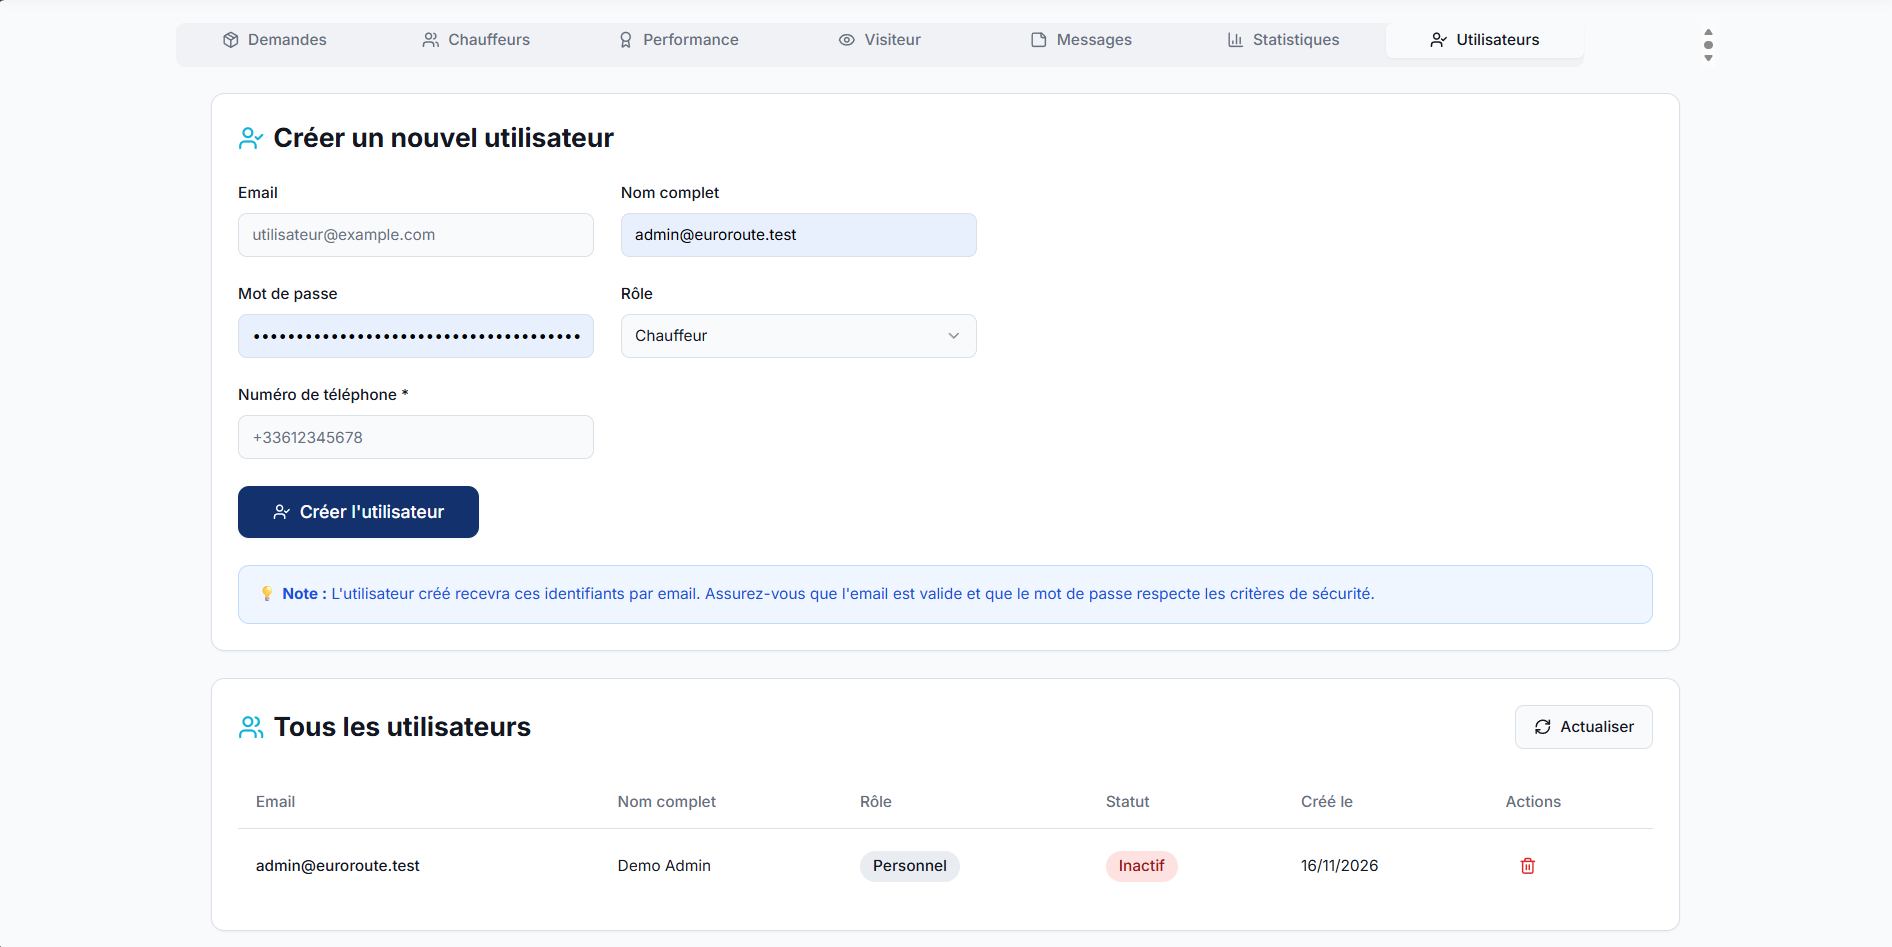 Demandes Chauffeurs Performance Visiteur Messages Statistiques Utilisateurs
Créer un nouvel utilisateur
Email Nom complet
utilisateur@example.com admin@euroroute.test
Mot de passe Rôle
•••••••••••••••••••••••••••••••••••••• Chauffeur
Numéro de téléphone *
+33612345678
Créer l'utilisateur
Note : L'utilisateur créé recevra ces identifiants par email. Assurez-vous que l'email est valide et que le mot de passe respecte les critères de sécurité.
Tous les utilisateurs Actualiser
Email Nom complet Rôle Statut Créé le Actions
admin@euroroute.test Demo Admin Personnel Inactif 16/11/2026